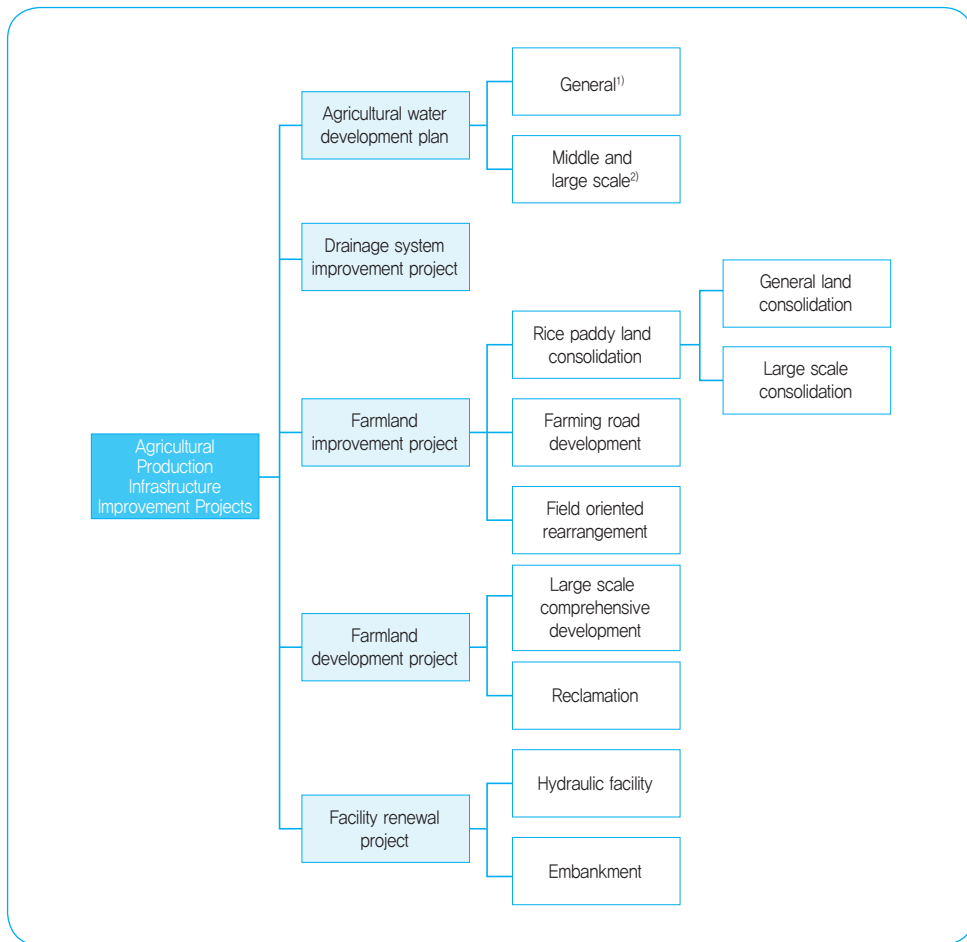 Agricultural
Production
Infrastructure
Improvement Projects
Agricultural water
development plan
General1)
Middle and
large scale2)
Drainage system
improvement project
Farmland
improvement project
Rice paddy land
consolidation
General land
consolidation
Large scale
consolidation
Farming road
development
Field oriented
rearrangement
Farmland
development project
Large scale
comprehensive
development
Reclamation
Facility renewal
project
Hydraulic facility
Embankment